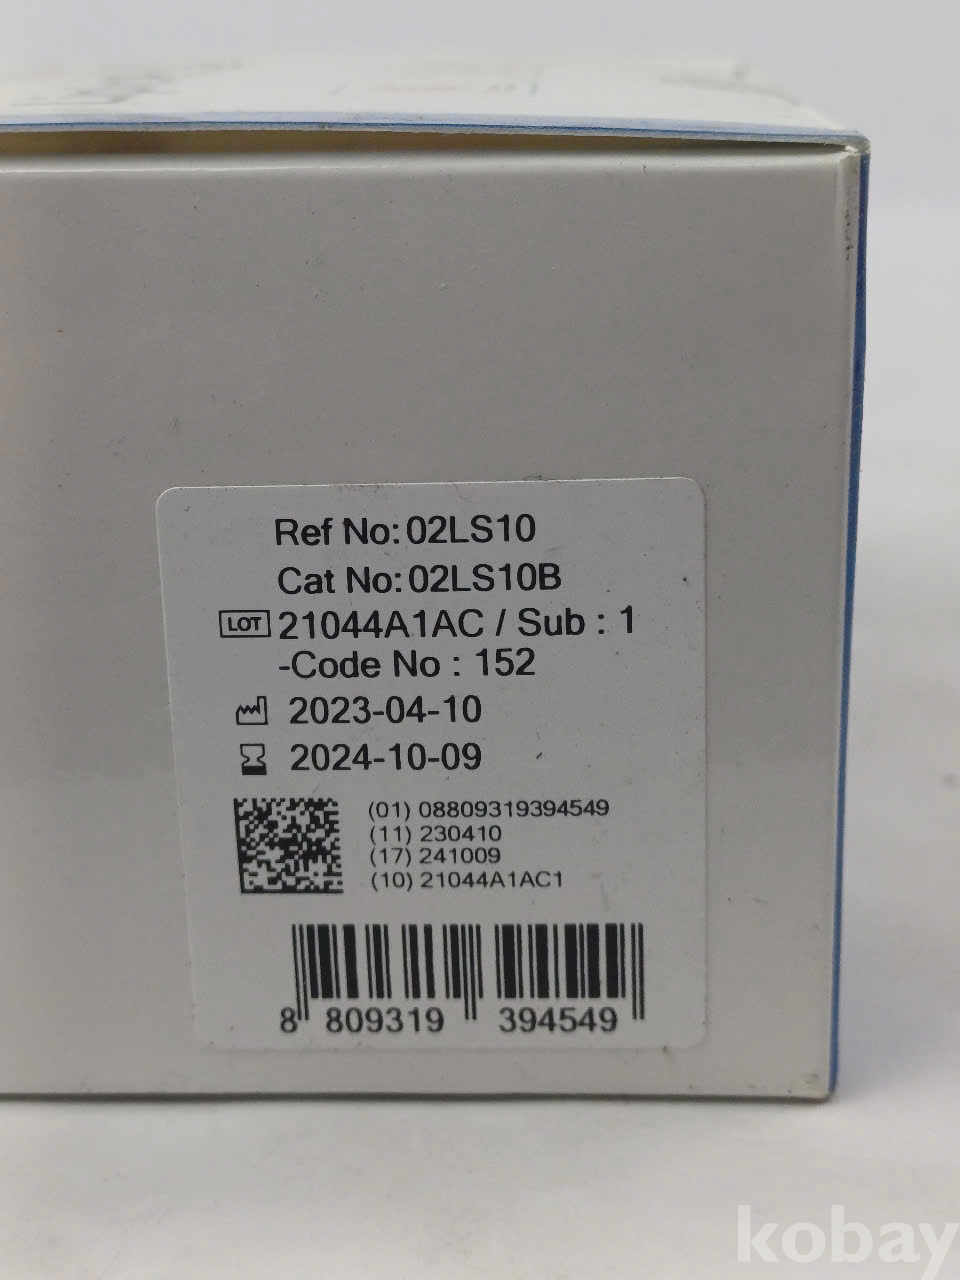 Ref No: 02LS10
Cat No: 02LS10B
LOT 21044A1AC / Sub : 1
-Code No : 152
2023-04-10
2024-10-09
(01) 08809319394549
(11) 230410
(17) 241009
(10) 21044A1AC1
8 809319 394549
kobay